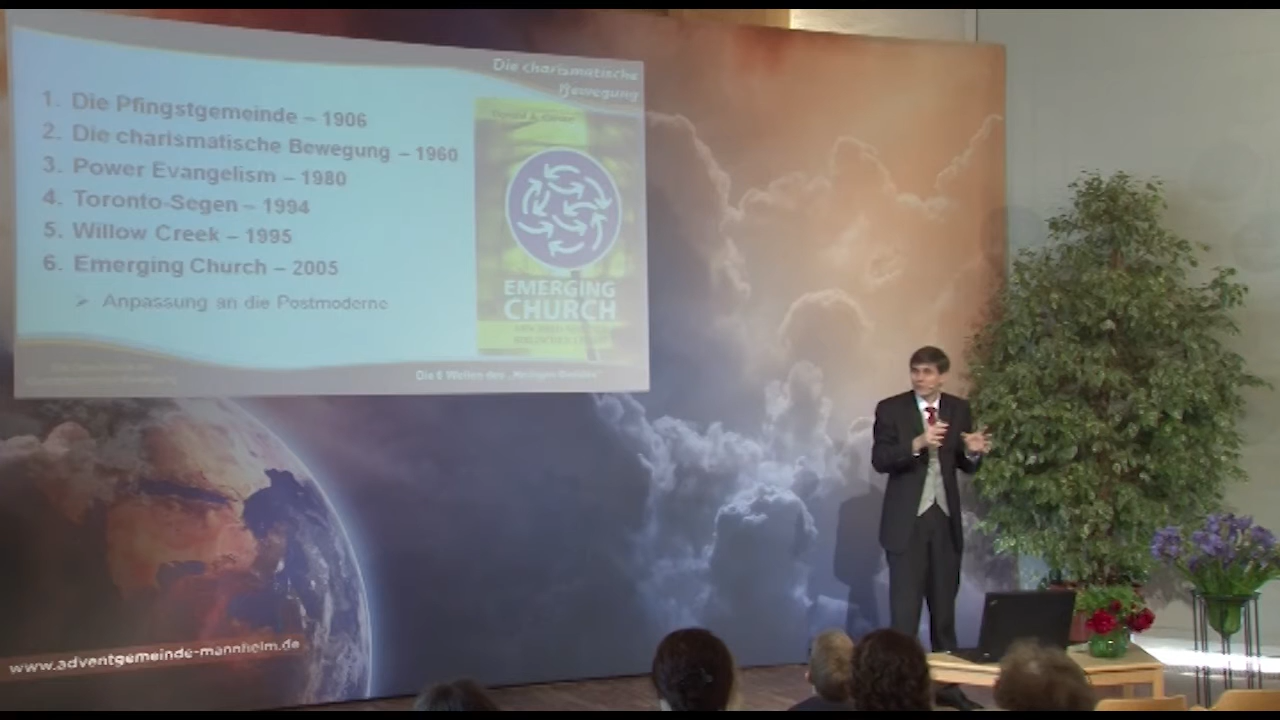 Die charismatische
Bewegung
1. Die Pfingstgemeinde – 1906
2. Die charismatische Bewegung – 1960
3. Power Evangelism – 1980
4. Toronto-Segen – 1994
5. Willow Creek – 1995
6. Emerging Church – 2005
➢ Anpassung an die Postmoderne
EMERGING
CHURCH
Die 6 Wellen des
www.adventgemeinde-mannheim.de